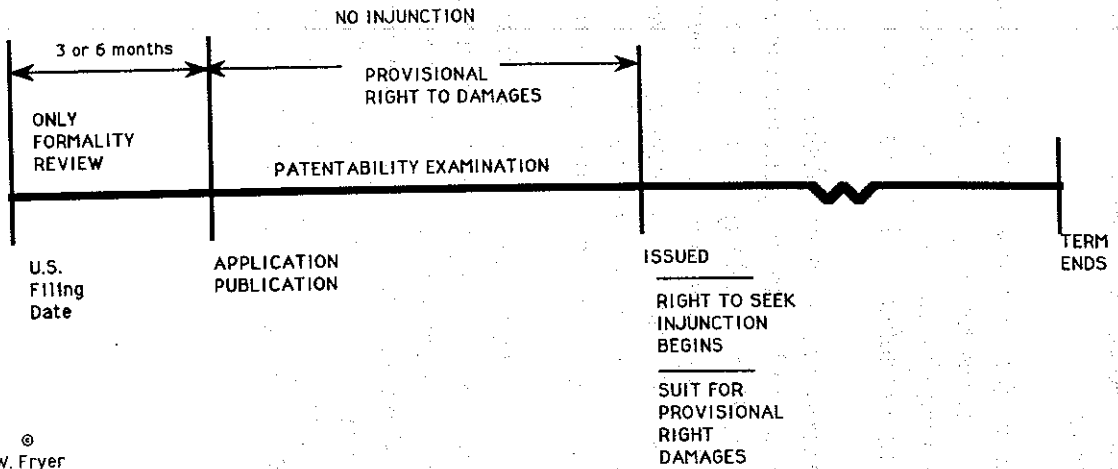 NO INJUNCTION
3 or 6 months
PROVISIONAL
RIGHT TO DAMAGES
ONLY
FORMALITY
REVIEW
PATENTABILITY EXAMINATION
U.S.
Filing
Date
APPLICATION
PUBLICATION
ISSUED
RIGHT TO SEEK
INJUNCTION
BEGINS
SUIT FOR
PROVISIONAL
RIGHT
DAMAGES
TERM
ENDS
©
W. Fryer